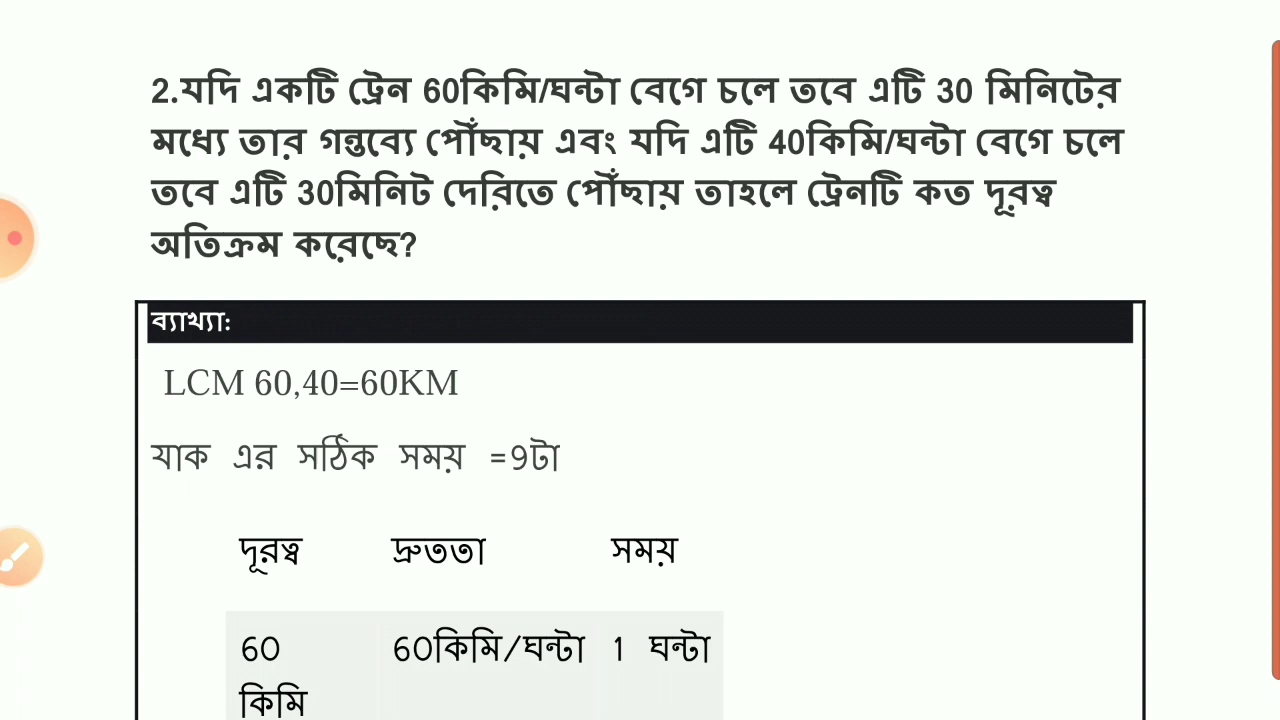 2.যদি একটি ট্রেন 60কিমি/ঘন্টা বেগে চলে তবে এটি 30 মিনিটের
মধ্যে তার গন্তব্যে পৌঁছায় এবং যদি এটি 40কিমি/ঘন্টা বেগে চলে
তবে এটি 30মিনিট দেরিতে পৌঁছায় তাহলে ট্রেনটি কত দূরত্ব
অতিক্রম করেছে?
ব্যাখ্যা:
LCM 60,40=60KM
যাক এর সঠিক সময় =9টা
দূরত্ব দ্রুততা সময়
60 60কিমি/ঘন্টা 1 ঘন্টা
কিমি